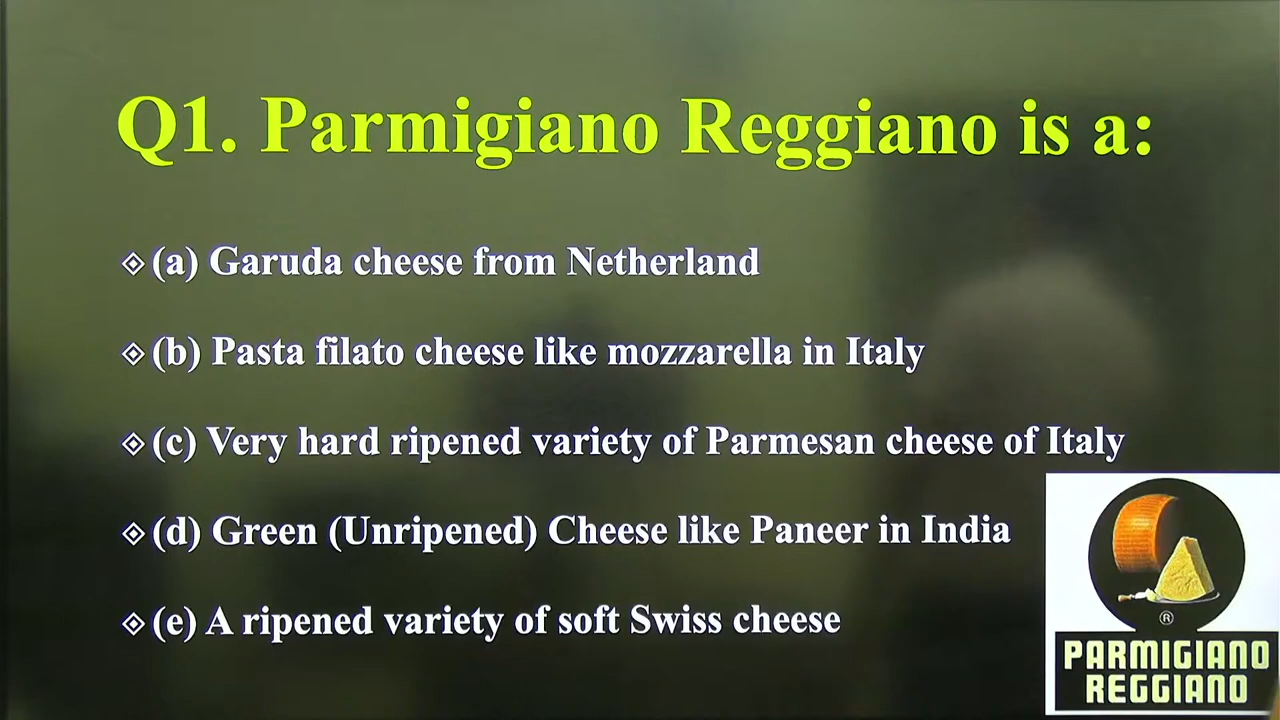 Q1. Parmigiano Reggiano is a:
(a) Garuda cheese from Netherland
(b) Pasta filato cheese like mozzarella in Italy
(c) Very hard ripened variety of Parmesan cheese of Italy
(d) Green (Unripened) Cheese like Paneer in India
(e) A ripened variety of soft Swiss cheese
®
PARMIGIANO
REGGIANO